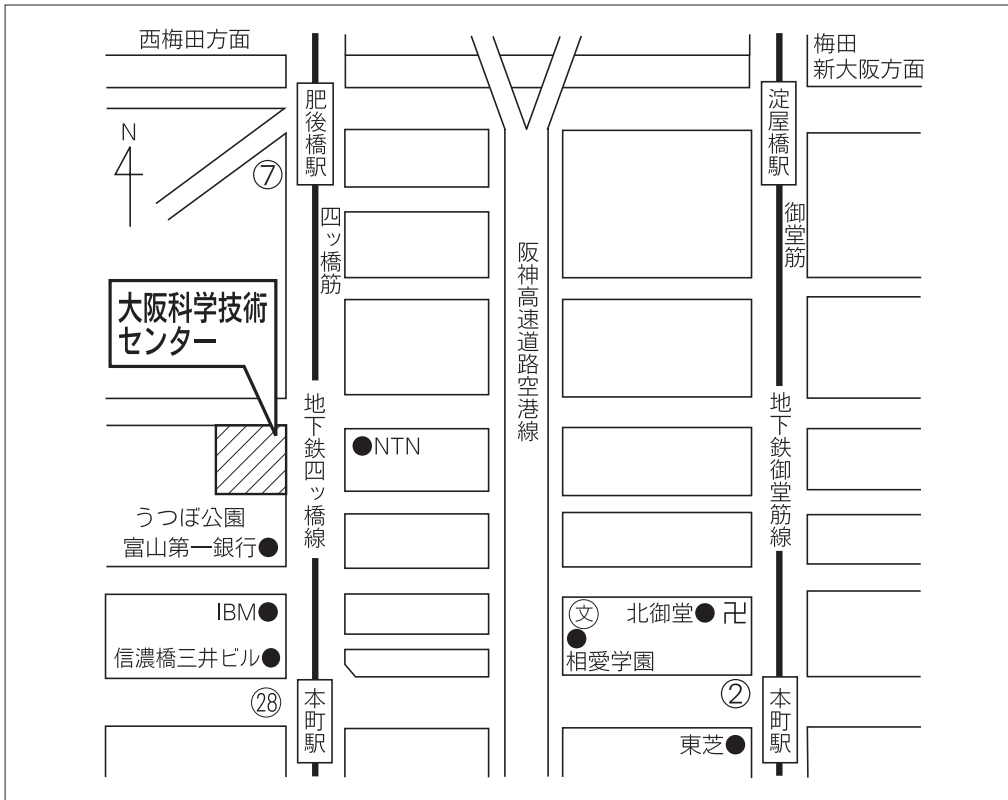 西梅田方面
梅田
新大阪方面
肥後橋駅
淀屋橋駅
N
⑦
四ッ橋筋
御堂筋
阪神高速道路空港線
大阪科学技術
センター
地下鉄四ッ橋線
地下鉄御堂筋線
NTN
うつぼ公園
富山第一銀行
IBM
信濃橋三井ビル
文
北御堂
卍
相愛学園
㉘
本町駅
②
本町駅
東芝